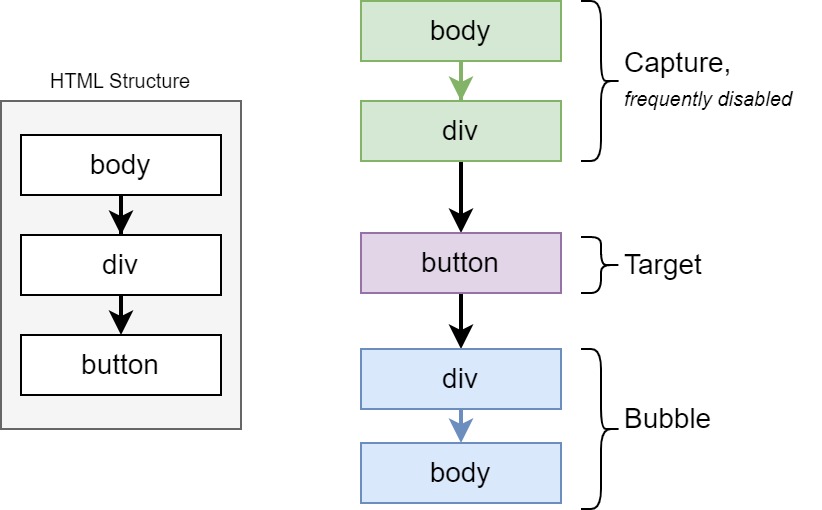 HTML Structure
body
div
button
body
div
Capture,
frequently disabled
button
Target
div
body
Bubble